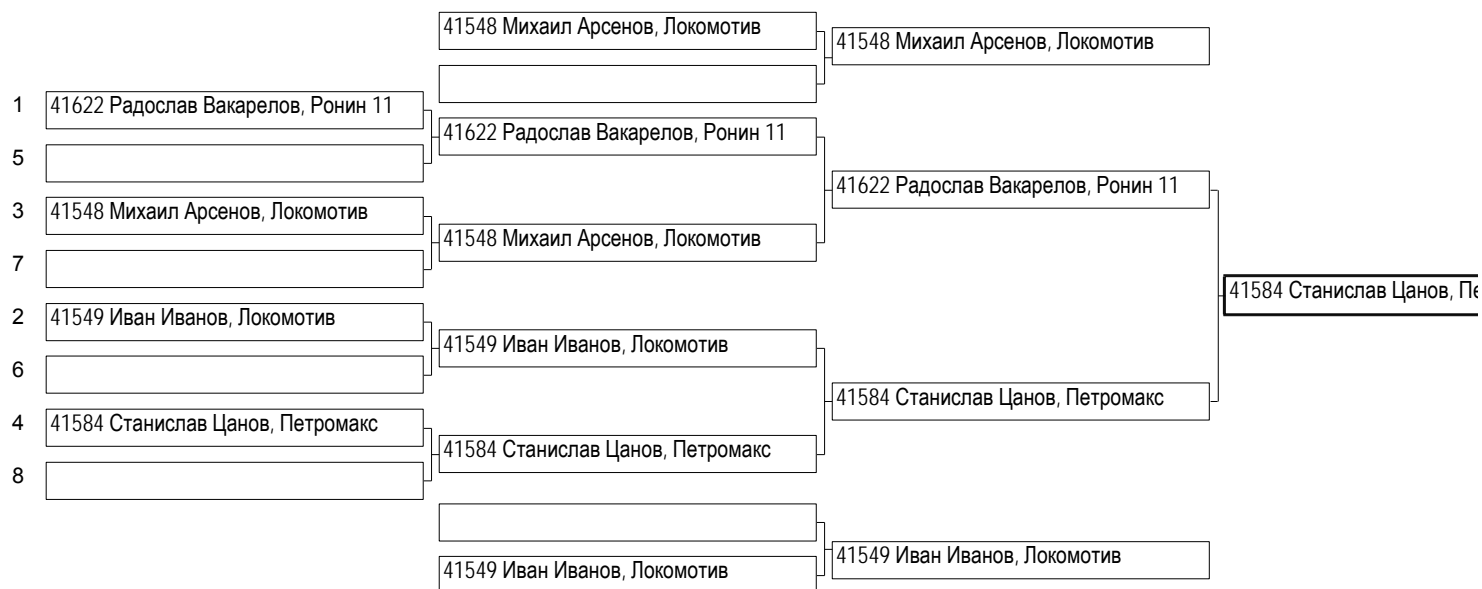 41548 Михаил Арсенов, Локомотив
41548 Михаил Арсенов, Локомотив
1 41622 Радослав Вакарелов, Ронин 11
41622 Радослав Вакарелов, Ронин 11
5
41622 Радослав Вакарелов, Ронин 11
3 41548 Михаил Арсенов, Локомотив
41548 Михаил Арсенов, Локомотив
7
41584 Станислав Цанов,
2 41549 Иван Иванов, Локомотив
41549 Иван Иванов, Локомотив
6
41584 Станислав Цанов, Петромакс
4 41584 Станислав Цанов, Петромакс
41584 Станислав Цанов, Петромакс
8
41549 Иван Иванов, Локомотив
41549 Иван Иванов, Локомотив